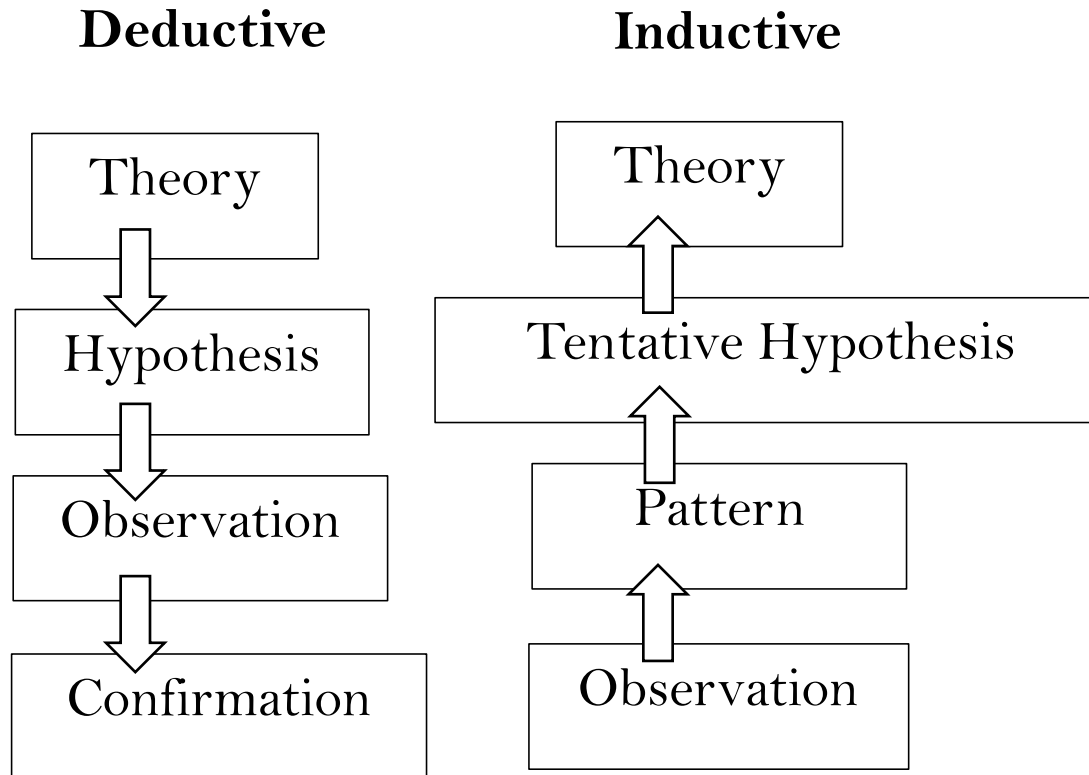 Deductive
Theory
Hypothesis
Observation
Confirmation
Inductive
Theory
Tentative Hypothesis
Pattern
Observation